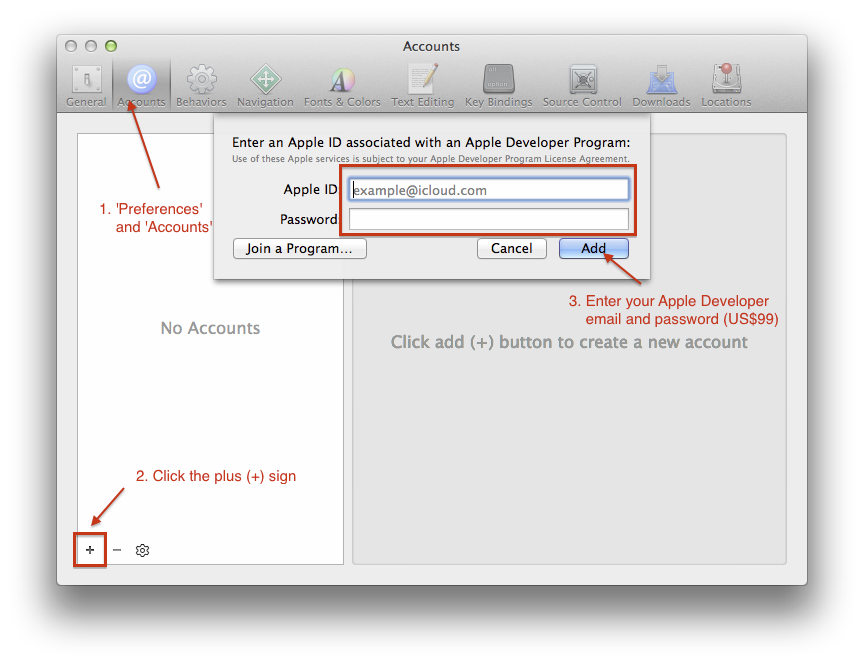 Accounts
General Accounts Behaviors Navigation Fonts & Colors Text Editing Key Bindings Source Control Downloads Locations
Enter an Apple ID associated with an Apple Developer Program:
Use of these Apple services is subject to your Apple Developer Program License Agreement.
Apple ID: example@icloud.com
Password
Join a Program... Cancel Add
1. 'Preferences'
and 'Accounts'
3. Enter your Apple Developer
email and password (US$99)
No Accounts
Click add (+) button to create a new account
2. Click the plus (+) sign
+ −